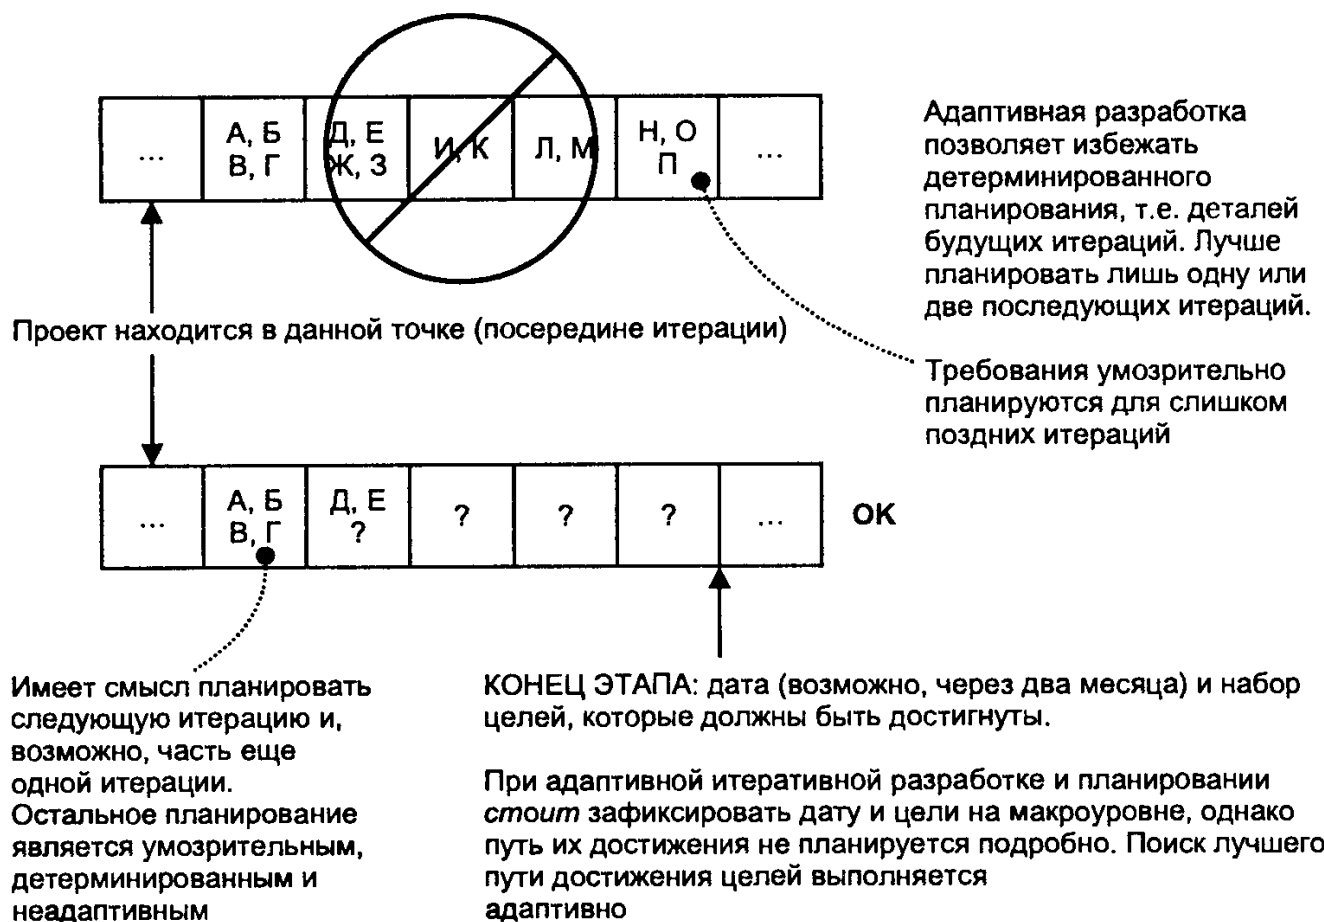 ... А, Б Д, Е И, К Л, М Н, О ...
В, Г Ж, З П
Адаптивная разработка
позволяет избежать
детерминированного
планирования, т.е. деталей
будущих итераций. Лучше
планировать лишь одну или
две последующих итераций.
Проект находится в данной точке (посередине итерации)
Требования умозрительно
планируются для слишком
поздних итераций
... А, Б Д, Е ? ? ? ... OK
В, Г ?
Имеет смысл планировать
следующую итерацию и,
возможно, часть еще
одной итерации.
Остальное планирование
является умозрительным,
детерминированным и
неадаптивным
КОНЕЦ ЭТАПА: дата (возможно, через два месяца) и набор
целей, которые должны быть достигнуты.
При адаптивной итеративной разработке и планировании
стоит зафиксировать дату и цели на макроуровне, однако
путь их достижения не планируется подробно. Поиск лучшего
пути достижения целей выполняется
адаптивно